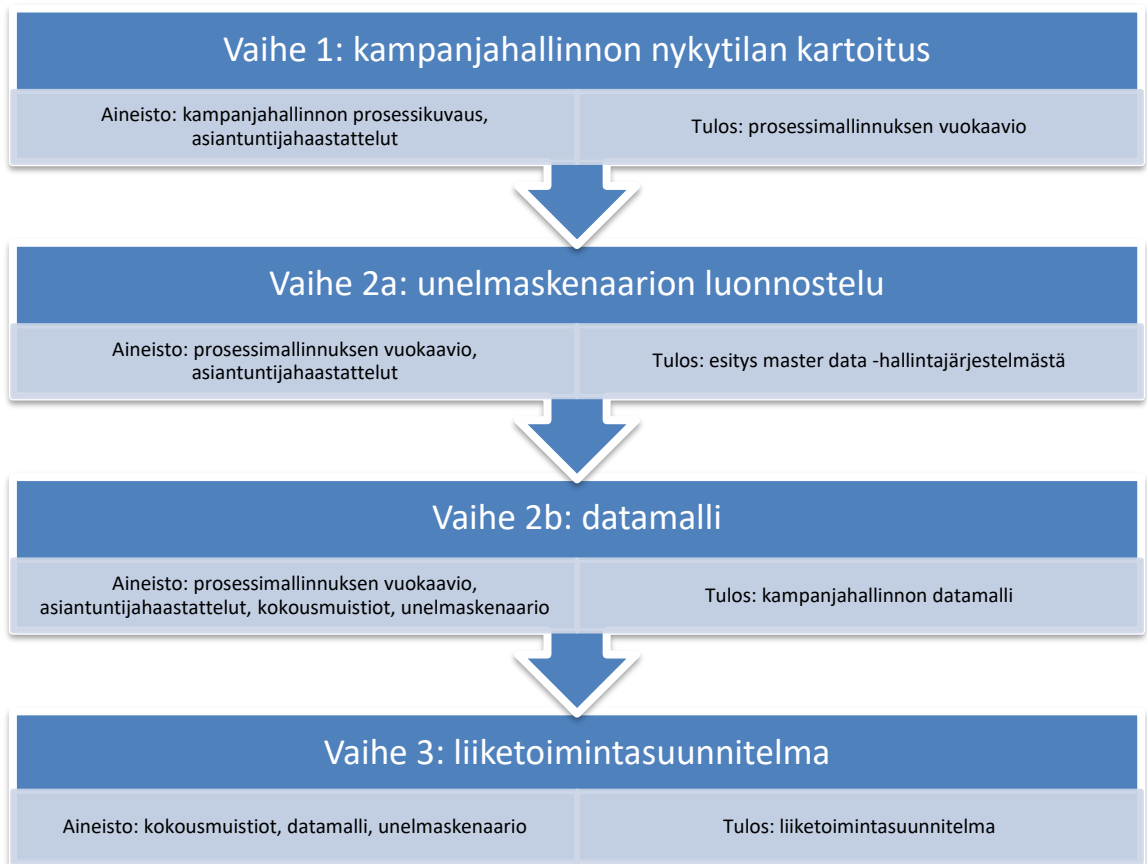 Vaihe 1: kampanjahallinnon nykytilan kartoitus
Aineisto: kampanjahallinnon prosessikuvaus,
asiantuntijahaastattelut
Tulos: prosessimallinnuksen vuokaavio
Vaihe 2a: unelmaskenaarion luonnostelu
Aineisto: prosessimallinnuksen vuokaavio,
asiantuntijahaastattelut
Tulos: esitys master data -hallintajärjestelmästä
Vaihe 2b: datamalli
Aineisto: prosessimallinnuksen vuokaavio,
asiantuntijahaastattelut, kokousmuistiot, unelmaskenaario
Tulos: kampanjahallinnon datamalli
Vaihe 3: liiketoimintasuunnitelma
Aineisto: kokousmuistiot, datamalli, unelmaskenaario
Tulos: liiketoimintasuunnitelma